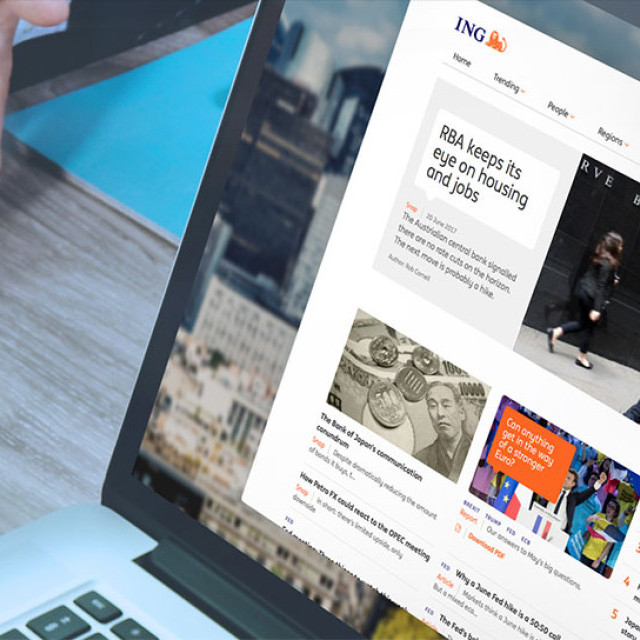 ING
Home
Trending
People
Regions
RBA keeps its
eye on housing
and jobs
Snap | 20 June 2017
The Australian central bank signalled
there are no rate cuts on the horizon.
The next move is probably a hike.
Author: Rob Carnell
RVE B
The Bank of Japan's communication
conundrum
Snap | Despite dramatically reducing the amount
of bonds it buys, t...
How Petro FX could react to the OPEC meeting
Snap | In short: there's limited upside, only
downside
FED
Can anything
get in the way
of a stronger
Euro?
BREXIT TRUMP FED ECB
Report | Our answers to May's big questions.
Download PDF
FED
Why a June Fed hike is a 50-50 call
Article | Markets think a June hike is
But a mixed eco...
FED
The Fed's
4
5